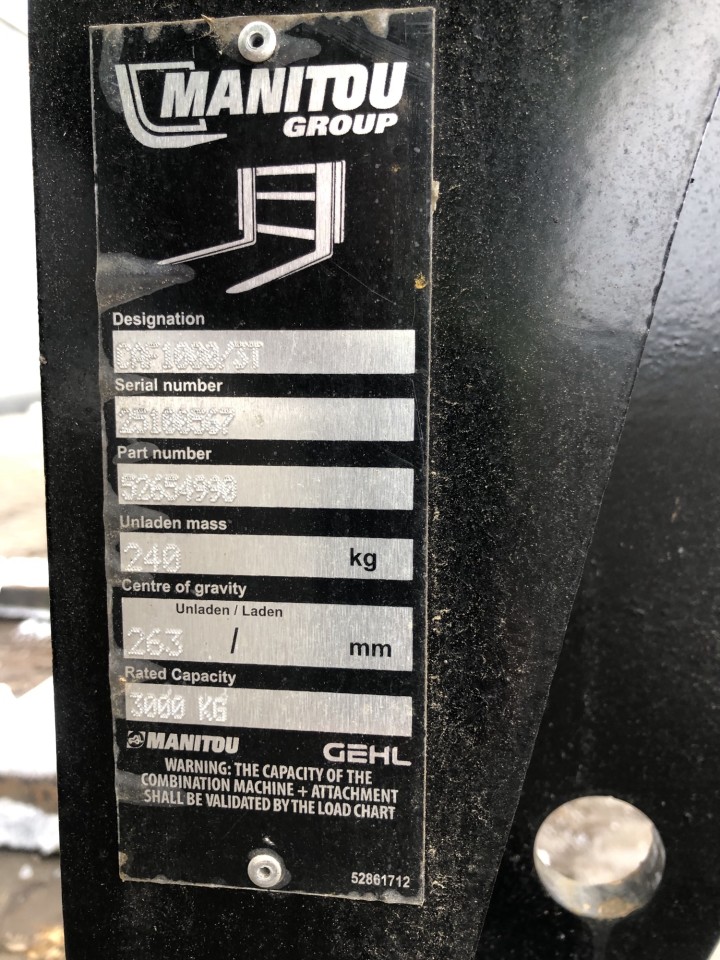 MANITOU
GROUP
Designation
Serial number
Part number
52654990
Unladen mass
240 kg
Centre of gravity
Unladen / Laden
263 / mm
Rated Capacity
3000 KG
MANITOU GEHL
WARNING: THE CAPACITY OF THE
COMBINATION MACHINE + ATTACHMENT
SHALL BE VALIDATED BY THE LOAD CHART
52861712